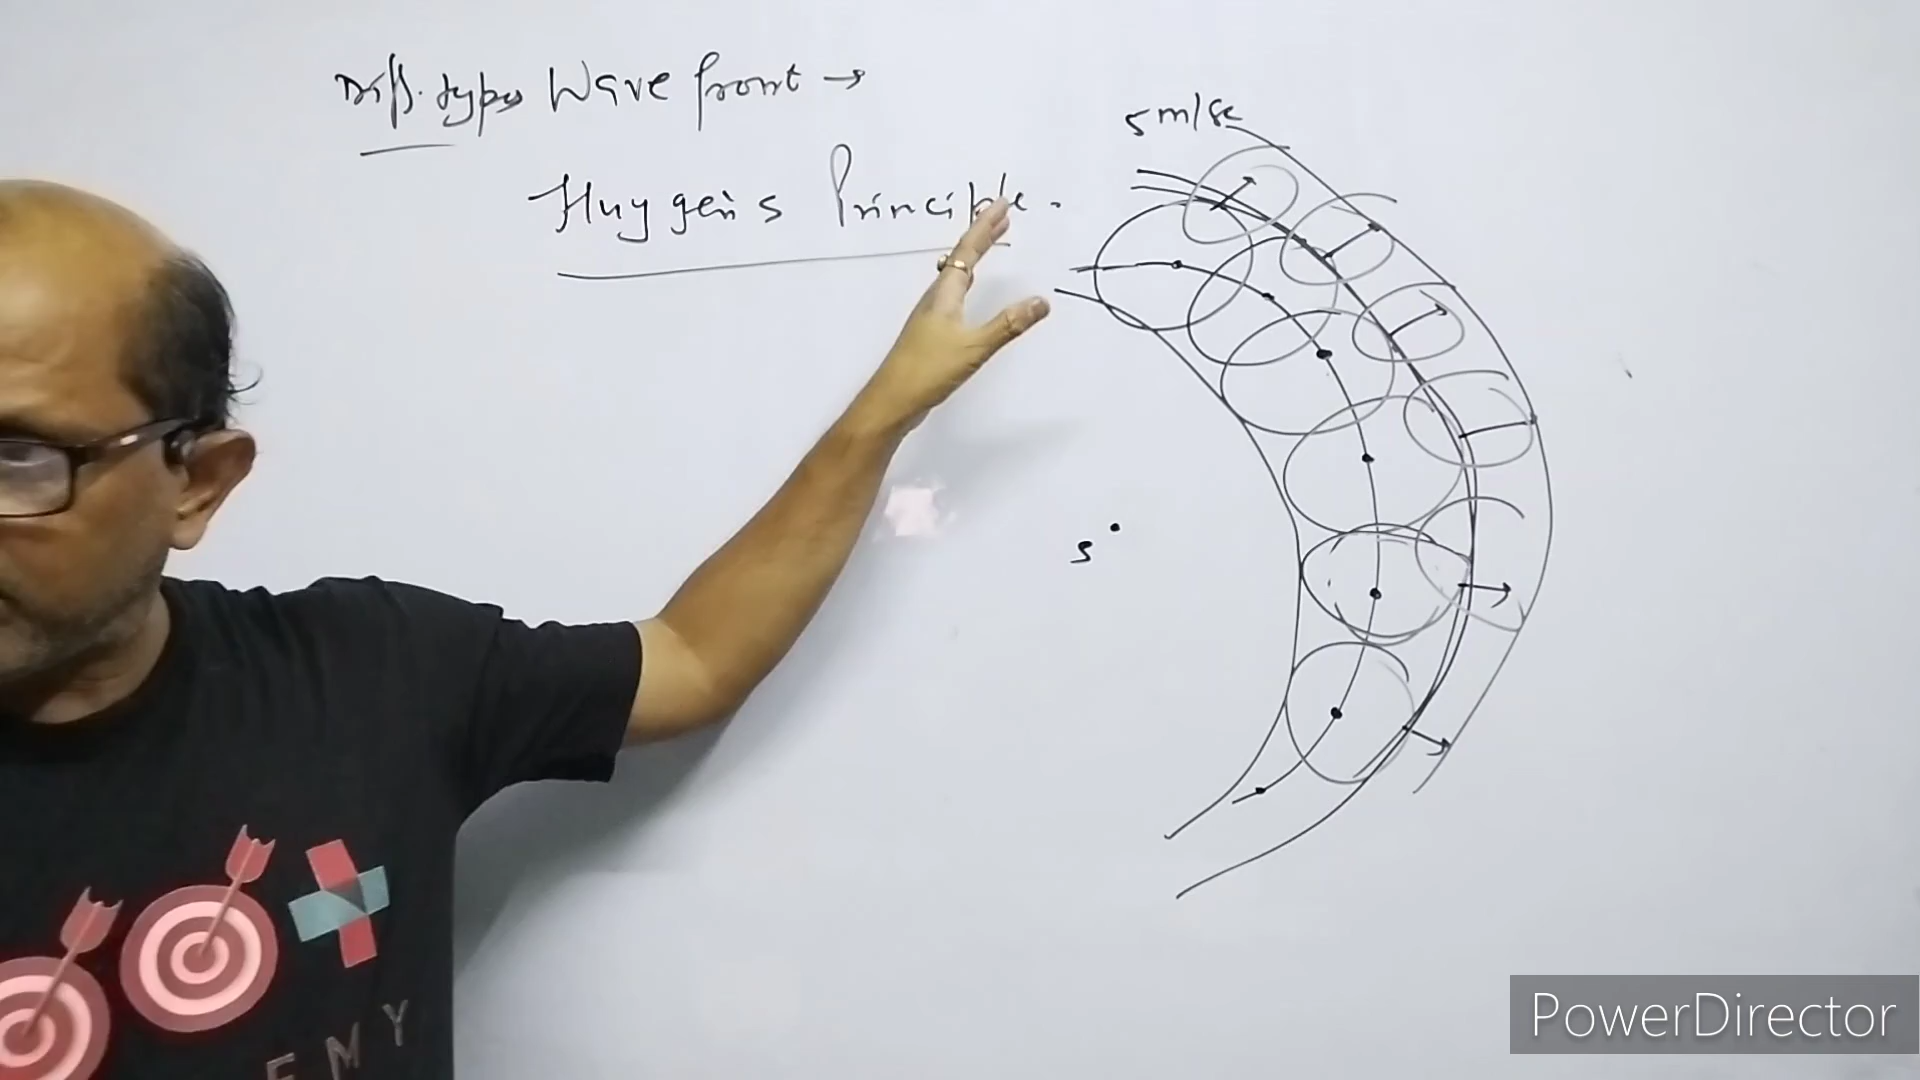 Diff. types Wave front →
Huygen's Principle.
5 m/sec
S
EMY
PowerDirector